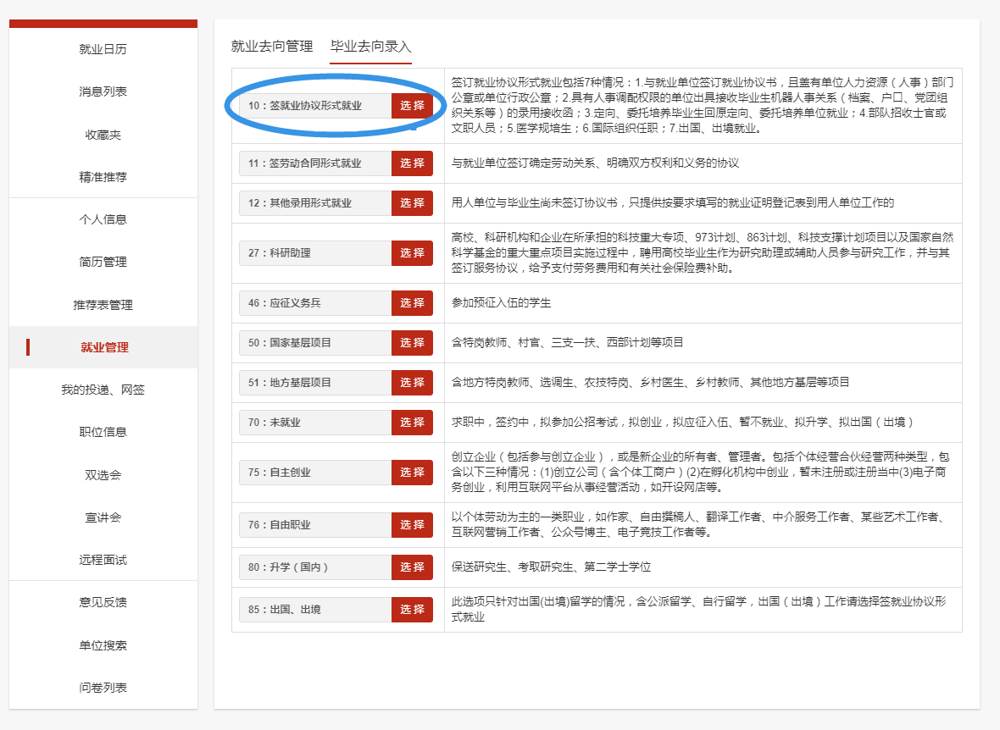 就业日历
消息列表
收藏夹
精准推荐
个人信息
简历管理
推荐表管理
就业管理
我的投递、网签
职位信息
双选会
宣讲会
远程面试
意见反馈
单位搜索
问卷列表
就业去向管理 毕业去向录入
10：签就业协议形式就业 选 择
签订就业协议形式就业包括7种情况：1.与就业单位签订就业协议书，且盖有单位人力资源（人事）部门
公章或单位行政公章；2.具有人事调配权限的单位出具接收毕业生机器人事关系（档案、户口、党团组
织关系等）的录用接收函；3.定向、委托培养毕业生回原定向、委托培养单位就业；4.部队招收士官或
文职人员；5.医学规培生；6.国际组织任职；7.出国、出境就业。
11：签劳动合同形式就业 选 择
与就业单位签订确定劳动关系、明确双方权利和义务的协议
12：其他录用形式就业 选 择
用人单位与毕业生尚未签订协议书，只提供按要求填写的就业证明登记表到用人单位工作的
27：科研助理 选 择
高校、科研机构和企业在所承担的科技重大专项、973计划、863计划、科技支撑计划项目以及国家自然
科学基金的重大重点项目实施过程中，聘用高校毕业生作为研究助理或辅助人员参与研究工作，并与其
签订服务协议，给予支付劳务费用和有关社会保险费补助。
46：应征义务兵 选 择
参加预征入伍的学生
50：国家基层项目 选 择
含特岗教师、村官、三支一扶、西部计划等项目
51：地方基层项目 选 择
含地方特岗教师、选调生、农技特岗、乡村医生、乡村教师、其他地方基层等项目
70：未就业 选 择
求职中，签约中，拟参加公招考试，拟创业，拟应征入伍、暂不就业、拟升学、拟出国（出境）
75：自主创业 选 择
创立企业（包括参与创立企业），或是新企业的所有者、管理者。包括个体经营合伙经营两种类型，包
含以下三种情况：(1)创立公司（含个体工商户）(2)在孵化机构中创业，暂未注册或注册当中(3)电子商
务创业，利用互联网平台从事经营活动，如开设网店等。
76：自由职业 选 择
以个体劳动为主的一类职业，如作家、自由撰稿人、翻译工作者、中介服务工作者、某些艺术工作者、
互联网营销工作者、公众号博主、电子竞技工作者等。
80：升学（国内） 选 择
保送研究生、考取研究生、第二学士学位
85：出国、出境 选 择
此选项只针对出国(出境)留学的情况，含公派留学、自行留学，出国（出境）工作请选择签就业协议形
式就业